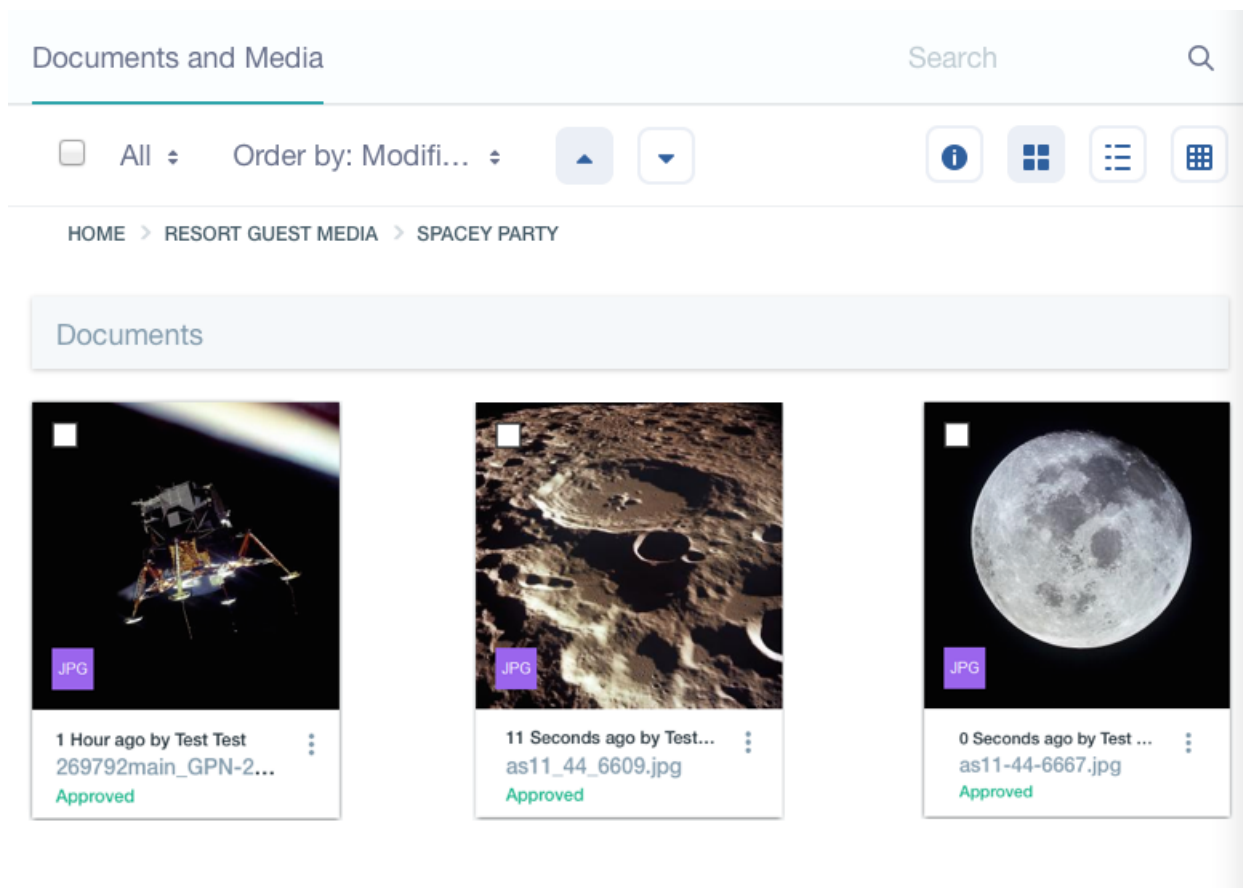 Documents and Media Search
All Order by: Modifi...
HOME > RESORT GUEST MEDIA > SPACEY PARTY
Documents
JPG
1 Hour ago by Test Test
269792main_GPN-2...
Approved
JPG
11 Seconds ago by Test...
as11_44_6609.jpg
Approved
JPG
0 Seconds ago by Test ...
as11-44-6667.jpg
Approved